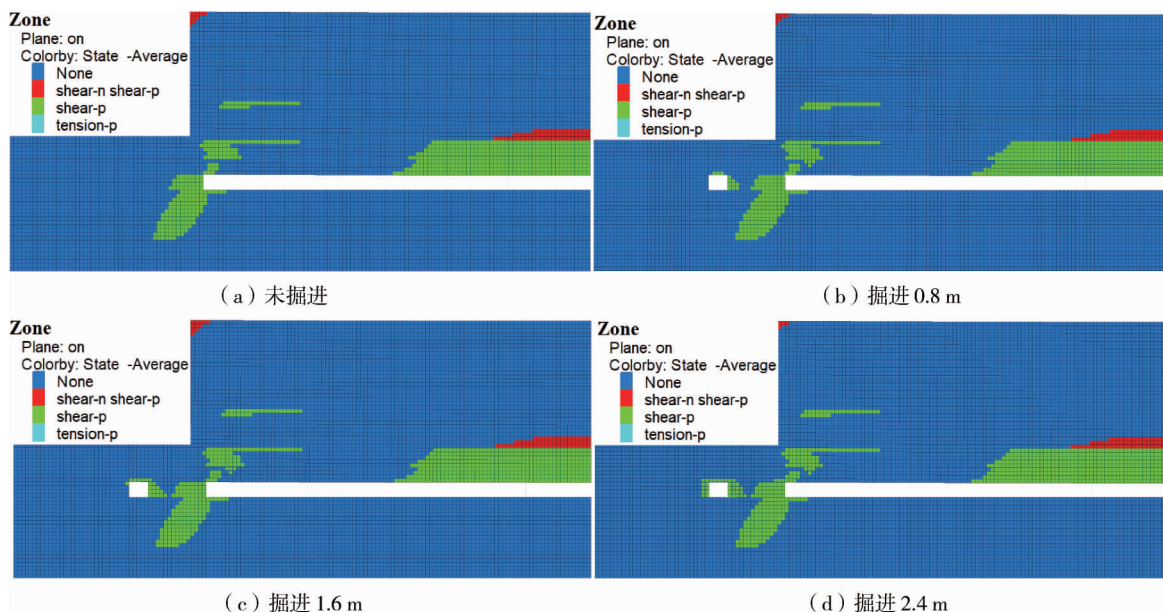 Zone
Plane: on
Colorby: State -Average
None
shear-n shear-p
shear-p
tension-p
(a)未掘进
Zone
Plane: on
Colorby: State -Average
None
shear-n shear-p
shear-p
tension-p
(b)掘进 0.8 m
Zone
Plane: on
Colorby: State -Average
None
shear-n shear-p
shear-p
tension-p
(c)掘进 1.6 m
Zone
Plane: on
Colorby: State -Average
None
shear-n shear-p
shear-p
tension-p
(d)掘进 2.4 m